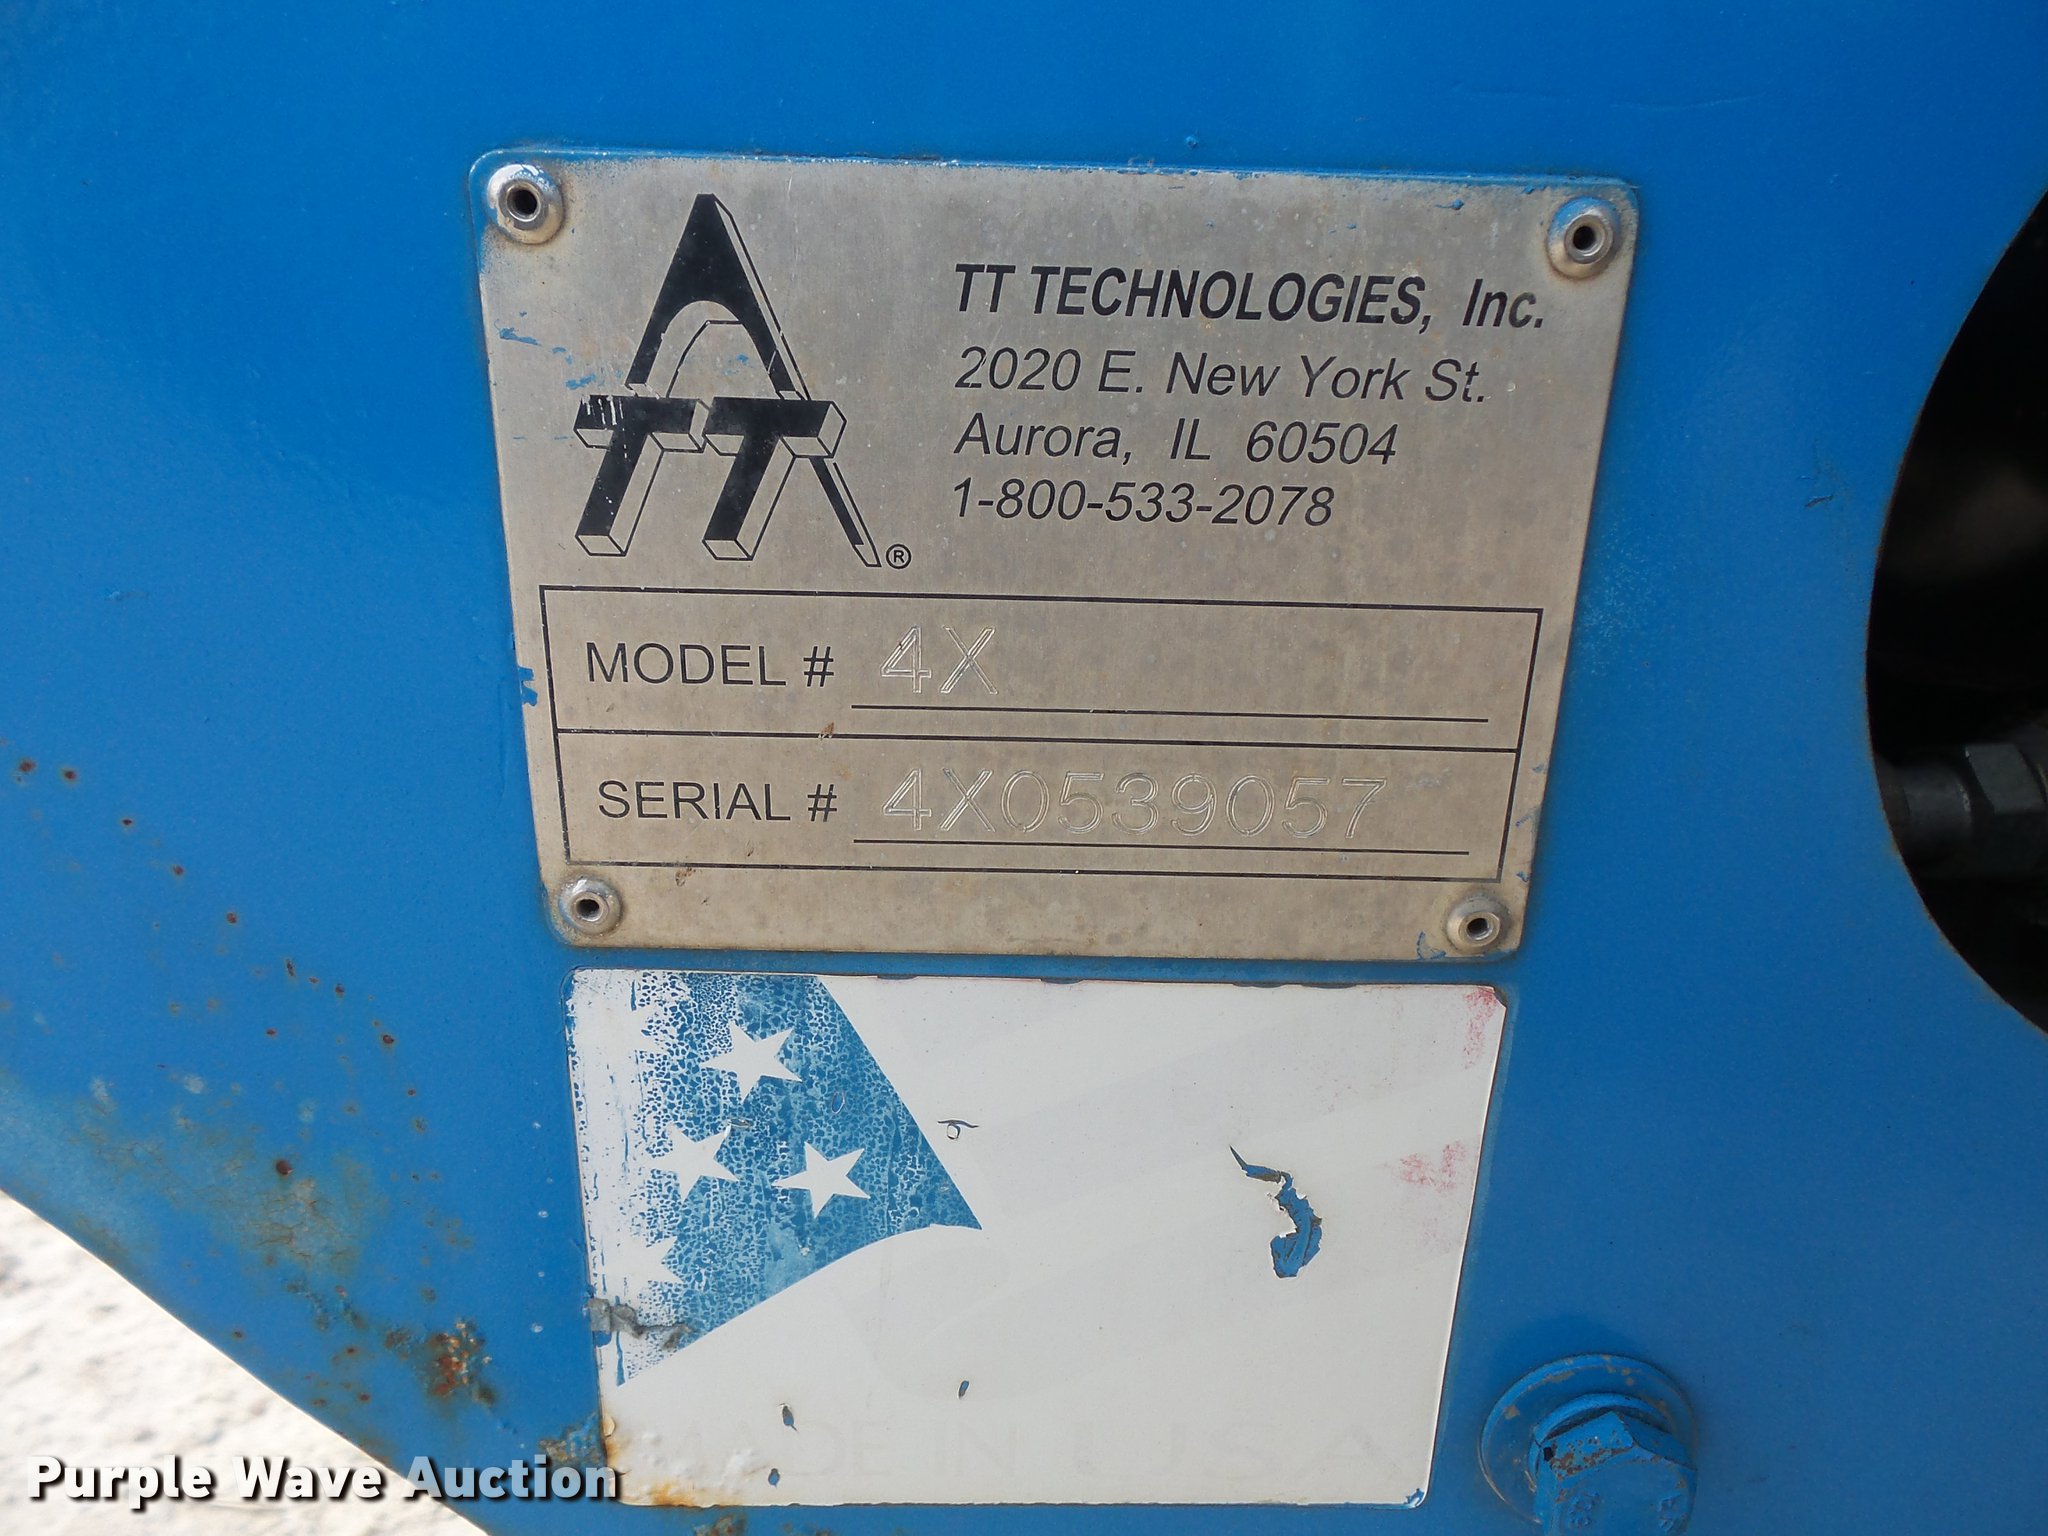 TT TECHNOLOGIES, Inc.
2020 E. New York St.
Aurora, IL 60504
1-800-533-2078
TT
®
MODEL # 4X
SERIAL # 4X0539057
Purple Wave Auction